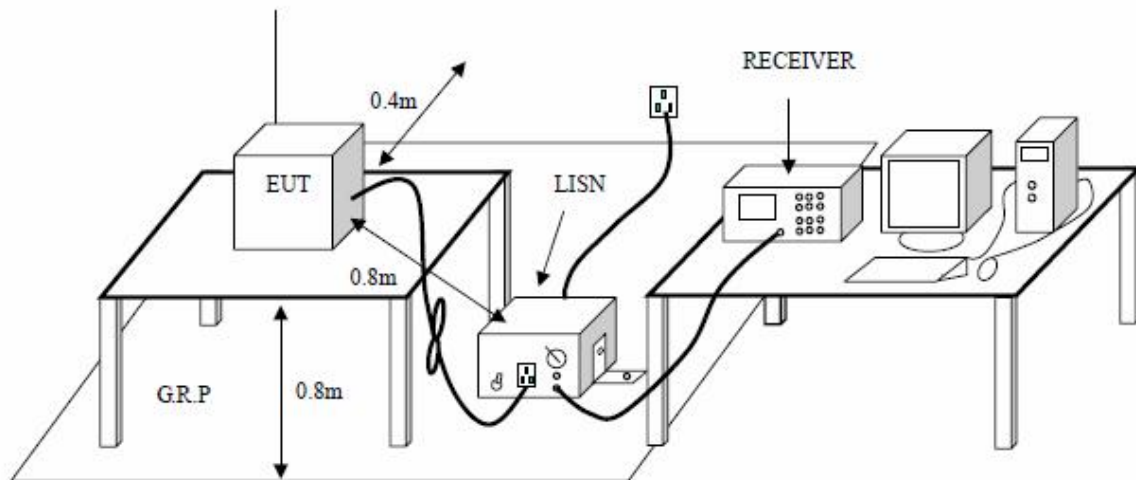 RECEIVER
0.4m
EUT
LISN
0.8m
G.R.P
0.8m